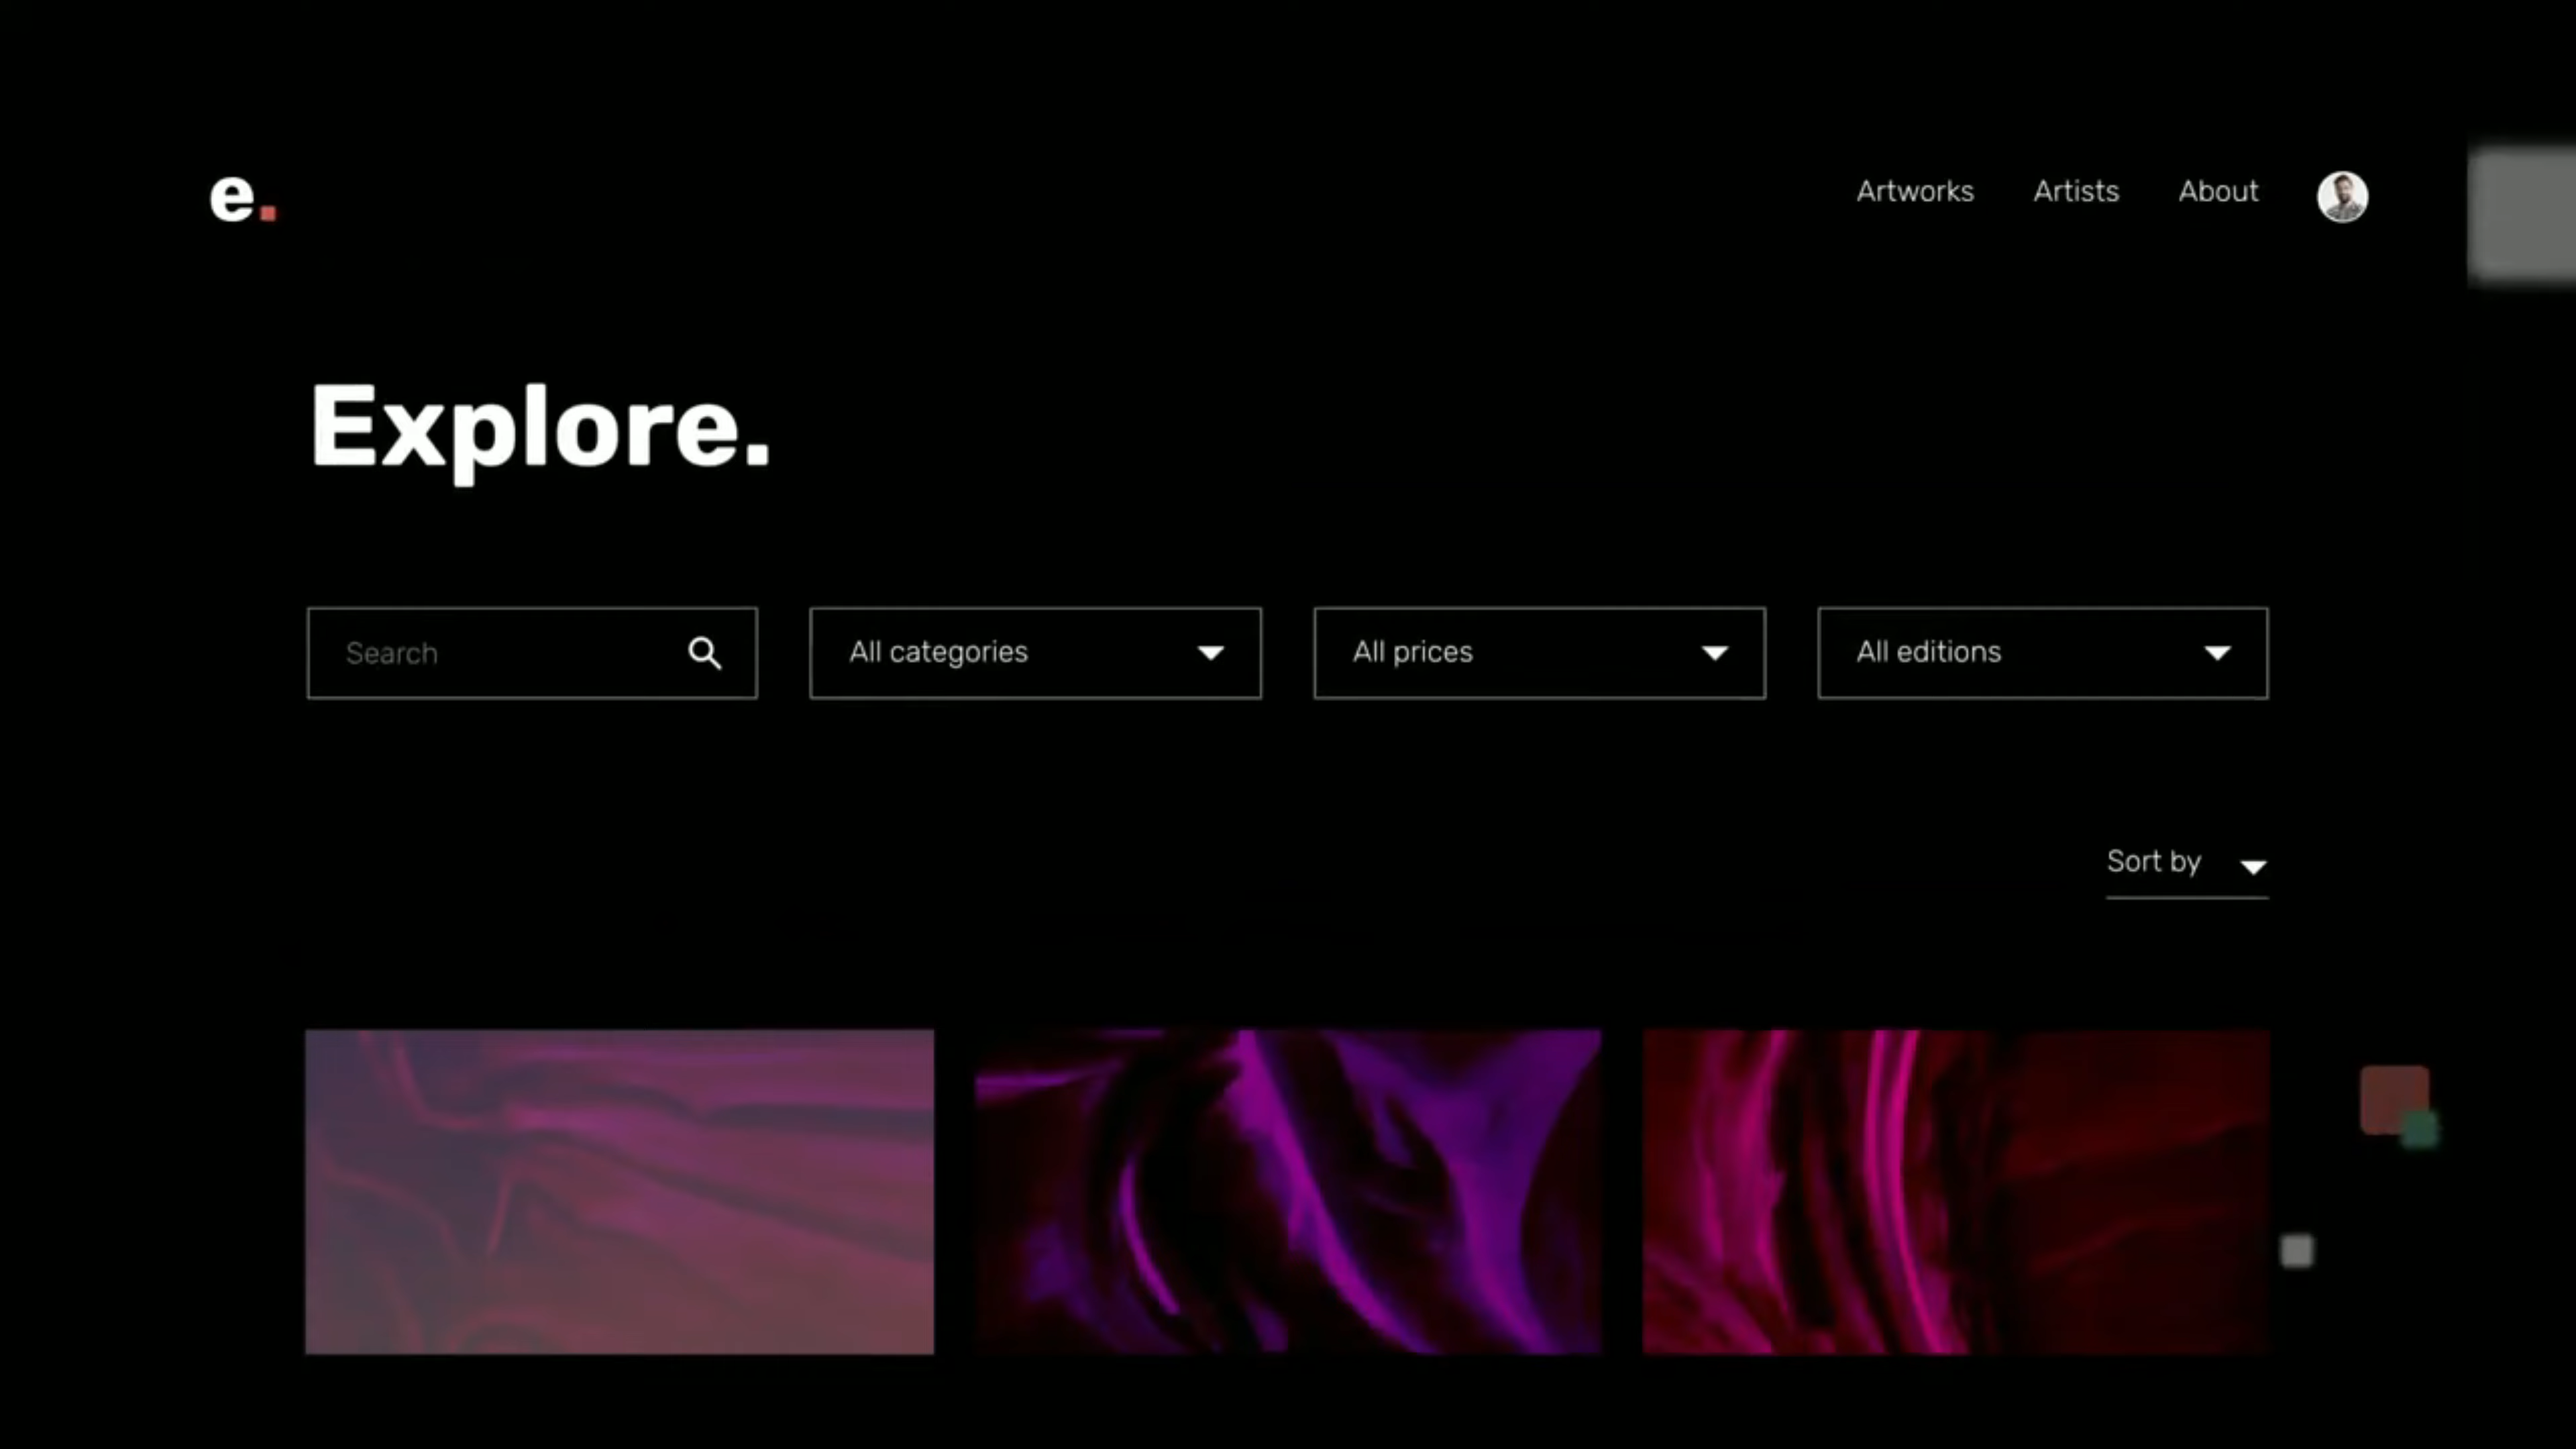 e.
Artworks Artists About
Explore.
Search All categories All prices All editions
Sort by